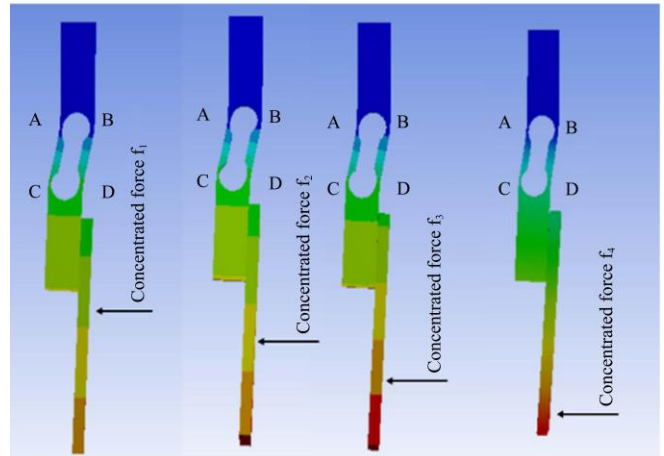 A B
C D
Concentrated force f₁
A B
C D
Concentrated force f₂
A B
C D
Concentrated force f₃
A B
C D
Concentrated force f₄